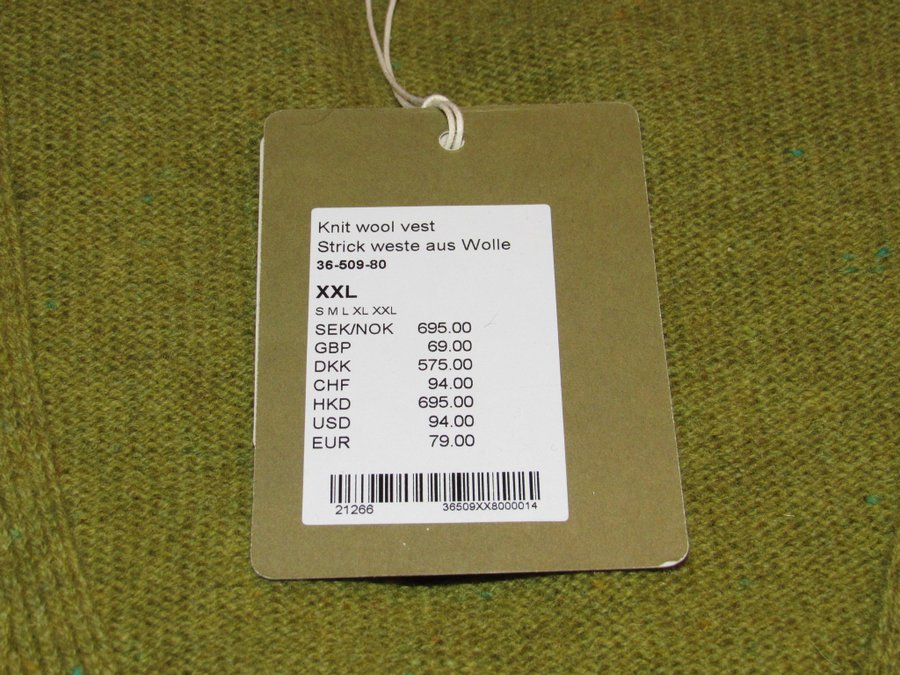 Knit wool vest
Strick weste aus Wolle
36-509-80
XXL
S M L XL XXL
SEK/NOK 695.00
GBP 69.00
DKK 575.00
CHF 94.00
HKD 695.00
USD 94.00
EUR 79.00
21266 36509XX8000014